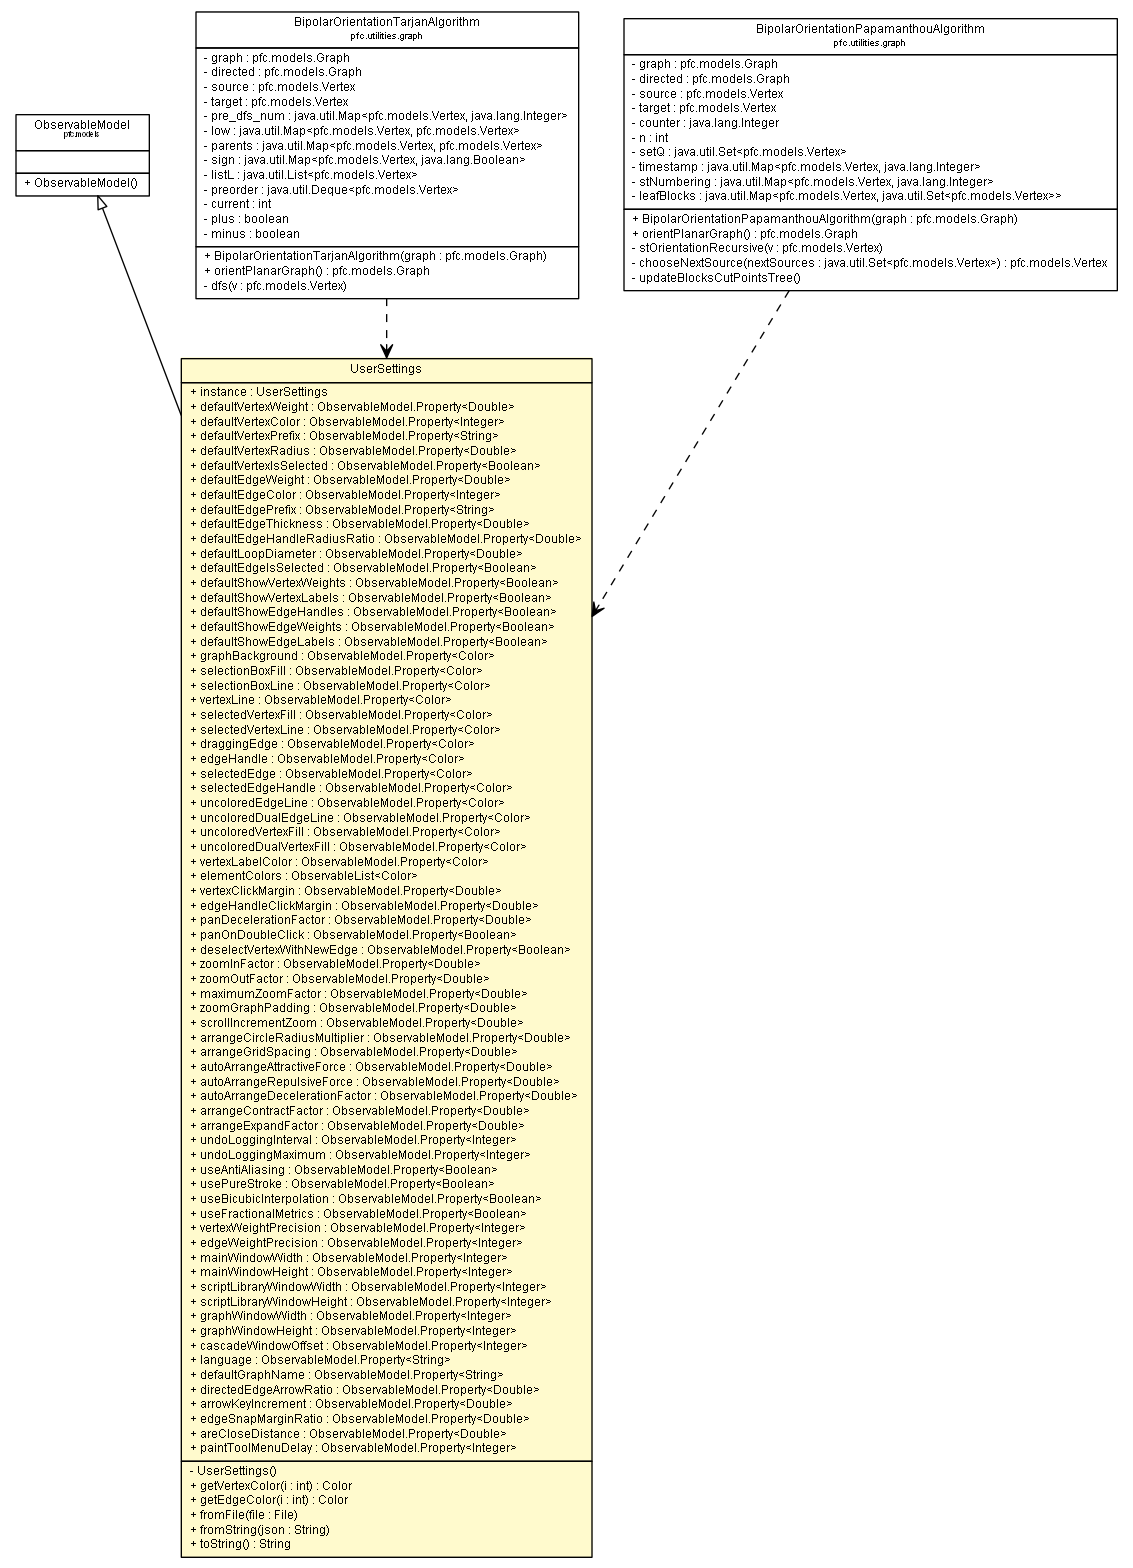 BipolarOrientationTarjanAlgorithm
pfc.utilities.graph
- graph : pfc.models.Graph
- directed : pfc.models.Graph
- source : pfc.models.Vertex
- target : pfc.models.Vertex
- pre_dfs_num : java.util.Map<pfc.models.Vertex, java.lang.Integer>
- low : java.util.Map<pfc.models.Vertex, pfc.models.Vertex>
- parents : java.util.Map<pfc.models.Vertex, pfc.models.Vertex>
- sign : java.util.Map<pfc.models.Vertex, java.lang.Boolean>
- listL : java.util.List<pfc.models.Vertex>
- preorder : java.util.Deque<pfc.models.Vertex>
- current : int
- plus : boolean
- minus : boolean
+ BipolarOrientationTarjanAlgorithm(graph : pfc.models.Graph)
+ orientPlanarGraph() : pfc.models.Graph
- dfs(v : pfc.models.Vertex)
BipolarOrientationPapamanthouAlgorithm
pfc.utilities.graph
- graph : pfc.models.Graph
- directed : pfc.models.Graph
- source : pfc.models.Vertex
- target : pfc.models.Vertex
- counter : java.lang.Integer
- n : int
- setQ : java.util.Set<pfc.models.Vertex>
- timestamp : java.util.Map<pfc.models.Vertex, java.lang.Integer>
- stNumbering : java.util.Map<pfc.models.Vertex, java.lang.Integer>
- leafBlocks : java.util.Map<pfc.models.Vertex, java.util.Set<pfc.models.Vertex>>
+ BipolarOrientationPapamanthouAlgorithm(graph : pfc.models.Graph)
+ orientPlanarGraph() : pfc.models.Graph
- stOrientationRecursive(v : pfc.models.Vertex)
- chooseNextSource(nextSources : java.util.Set<pfc.models.Vertex>) : pfc.models.Vertex
- updateBlocksCutPointsTree()
ObservableModel
pfc.models
+ ObservableModel()
UserSettings
+ instance : UserSettings
+ defaultVertexWeight : ObservableModel.Property<Double>
+ defaultVertexColor : ObservableModel.Property<Integer>
+ defaultVertexPrefix : ObservableModel.Property<String>
+ defaultVertexRadius : ObservableModel.Property<Double>
+ defaultVertexIsSelected : ObservableModel.Property<Boolean>
+ defaultEdgeWeight : ObservableModel.Property<Double>
+ defaultEdgeColor : ObservableModel.Property<Integer>
+ defaultEdgePrefix : ObservableModel.Property<String>
+ defaultEdgeThickness : ObservableModel.Property<Double>
+ defaultEdgeHandleRadiusRatio : ObservableModel.Property<Double>
+ defaultLoopDiameter : ObservableModel.Property<Double>
+ defaultEdgeIsSelected : ObservableModel.Property<Boolean>
+ defaultShowVertexWeights : ObservableModel.Property<Boolean>
+ defaultShowVertexLabels : ObservableModel.Property<Boolean>
+ defaultShowEdgeHandles : ObservableModel.Property<Boolean>
+ defaultShowEdgeWeights : ObservableModel.Property<Boolean>
+ defaultShowEdgeLabels : ObservableModel.Property<Boolean>
+ graphBackground : ObservableModel.Property<Color>
+ selectionBoxFill : ObservableModel.Property<Color>
+ selectionBoxLine : ObservableModel.Property<Color>
+ vertexLine : ObservableModel.Property<Color>
+ selectedVertexFill : ObservableModel.Property<Color>
+ selectedVertexLine : ObservableModel.Property<Color>
+ draggingEdge : ObservableModel.Property<Color>
+ edgeHandle : ObservableModel.Property<Color>
+ selectedEdge : ObservableModel.Property<Color>
+ selectedEdgeHandle : ObservableModel.Property<Color>
+ uncoloredEdgeLine : ObservableModel.Property<Color>
+ uncoloredDualEdgeLine : ObservableModel.Property<Color>
+ uncoloredVertexFill : ObservableModel.Property<Color>
+ uncoloredDualVertexFill : ObservableModel.Property<Color>
+ vertexLabelColor : ObservableModel.Property<Color>
+ elementColors : ObservableList<Color>
+ vertexClickMargin : ObservableModel.Property<Double>
+ edgeHandleClickMargin : ObservableModel.Property<Double>
+ panDecelerationFactor : ObservableModel.Property<Double>
+ panOnDoubleClick : ObservableModel.Property<Boolean>
+ deselectVertexWithNewEdge : ObservableModel.Property<Boolean>
+ zoomInFactor : ObservableModel.Property<Double>
+ zoomOutFactor : ObservableModel.Property<Double>
+ maximumZoomFactor : ObservableModel.Property<Double>
+ zoomGraphPadding : ObservableModel.Property<Double>
+ scrollIncrementZoom : ObservableModel.Property<Double>
+ arrangeCircleRadiusMultiplier : ObservableModel.Property<Double>
+ arrangeGridSpacing : ObservableModel.Property<Double>
+ autoArrangeAttractiveForce : ObservableModel.Property<Double>
+ autoArrangeRepulsiveForce : ObservableModel.Property<Double>
+ autoArrangeDecelerationFactor : ObservableModel.Property<Double>
+ arrangeContractFactor : ObservableModel.Property<Double>
+ arrangeExpandFactor : ObservableModel.Property<Double>
+ undoLoggingInterval : ObservableModel.Property<Integer>
+ undoLoggingMaximum : ObservableModel.Property<Integer>
+ useAntiAliasing : ObservableModel.Property<Boolean>
+ usePureStroke : ObservableModel.Property<Boolean>
+ useBicubicInterpolation : ObservableModel.Property<Boolean>
+ useFractionalMetrics : ObservableModel.Property<Boolean>
+ vertexWeightPrecision : ObservableModel.Property<Integer>
+ edgeWeightPrecision : ObservableModel.Property<Integer>
+ mainWindowWidth : ObservableModel.Property<Integer>
+ mainWindowHeight : ObservableModel.Property<Integer>
+ scriptLibraryWindowWidth : ObservableModel.Property<Integer>
+ scriptLibraryWindowHeight : ObservableModel.Property<Integer>
+ graphWindowWidth : ObservableModel.Property<Integer>
+ graphWindowHeight : ObservableModel.Property<Integer>
+ cascadeWindowOffset : ObservableModel.Property<Integer>
+ language : ObservableModel.Property<String>
+ defaultGraphName : ObservableModel.Property<String>
+ directedEdgeArrowRatio : ObservableModel.Property<Double>
+ arrowKeyIncrement : ObservableModel.Property<Double>
+ edgeSnapMarginRatio : ObservableModel.Property<Double>
+ areCloseDistance : ObservableModel.Property<Double>
+ paintToolMenuDelay : ObservableModel.Property<Integer>
- UserSettings()
+ getVertexColor(i : int) : Color
+ getEdgeColor(i : int) : Color
+ fromFile(file : File)
+ fromString(json : String)
+ toString() : String